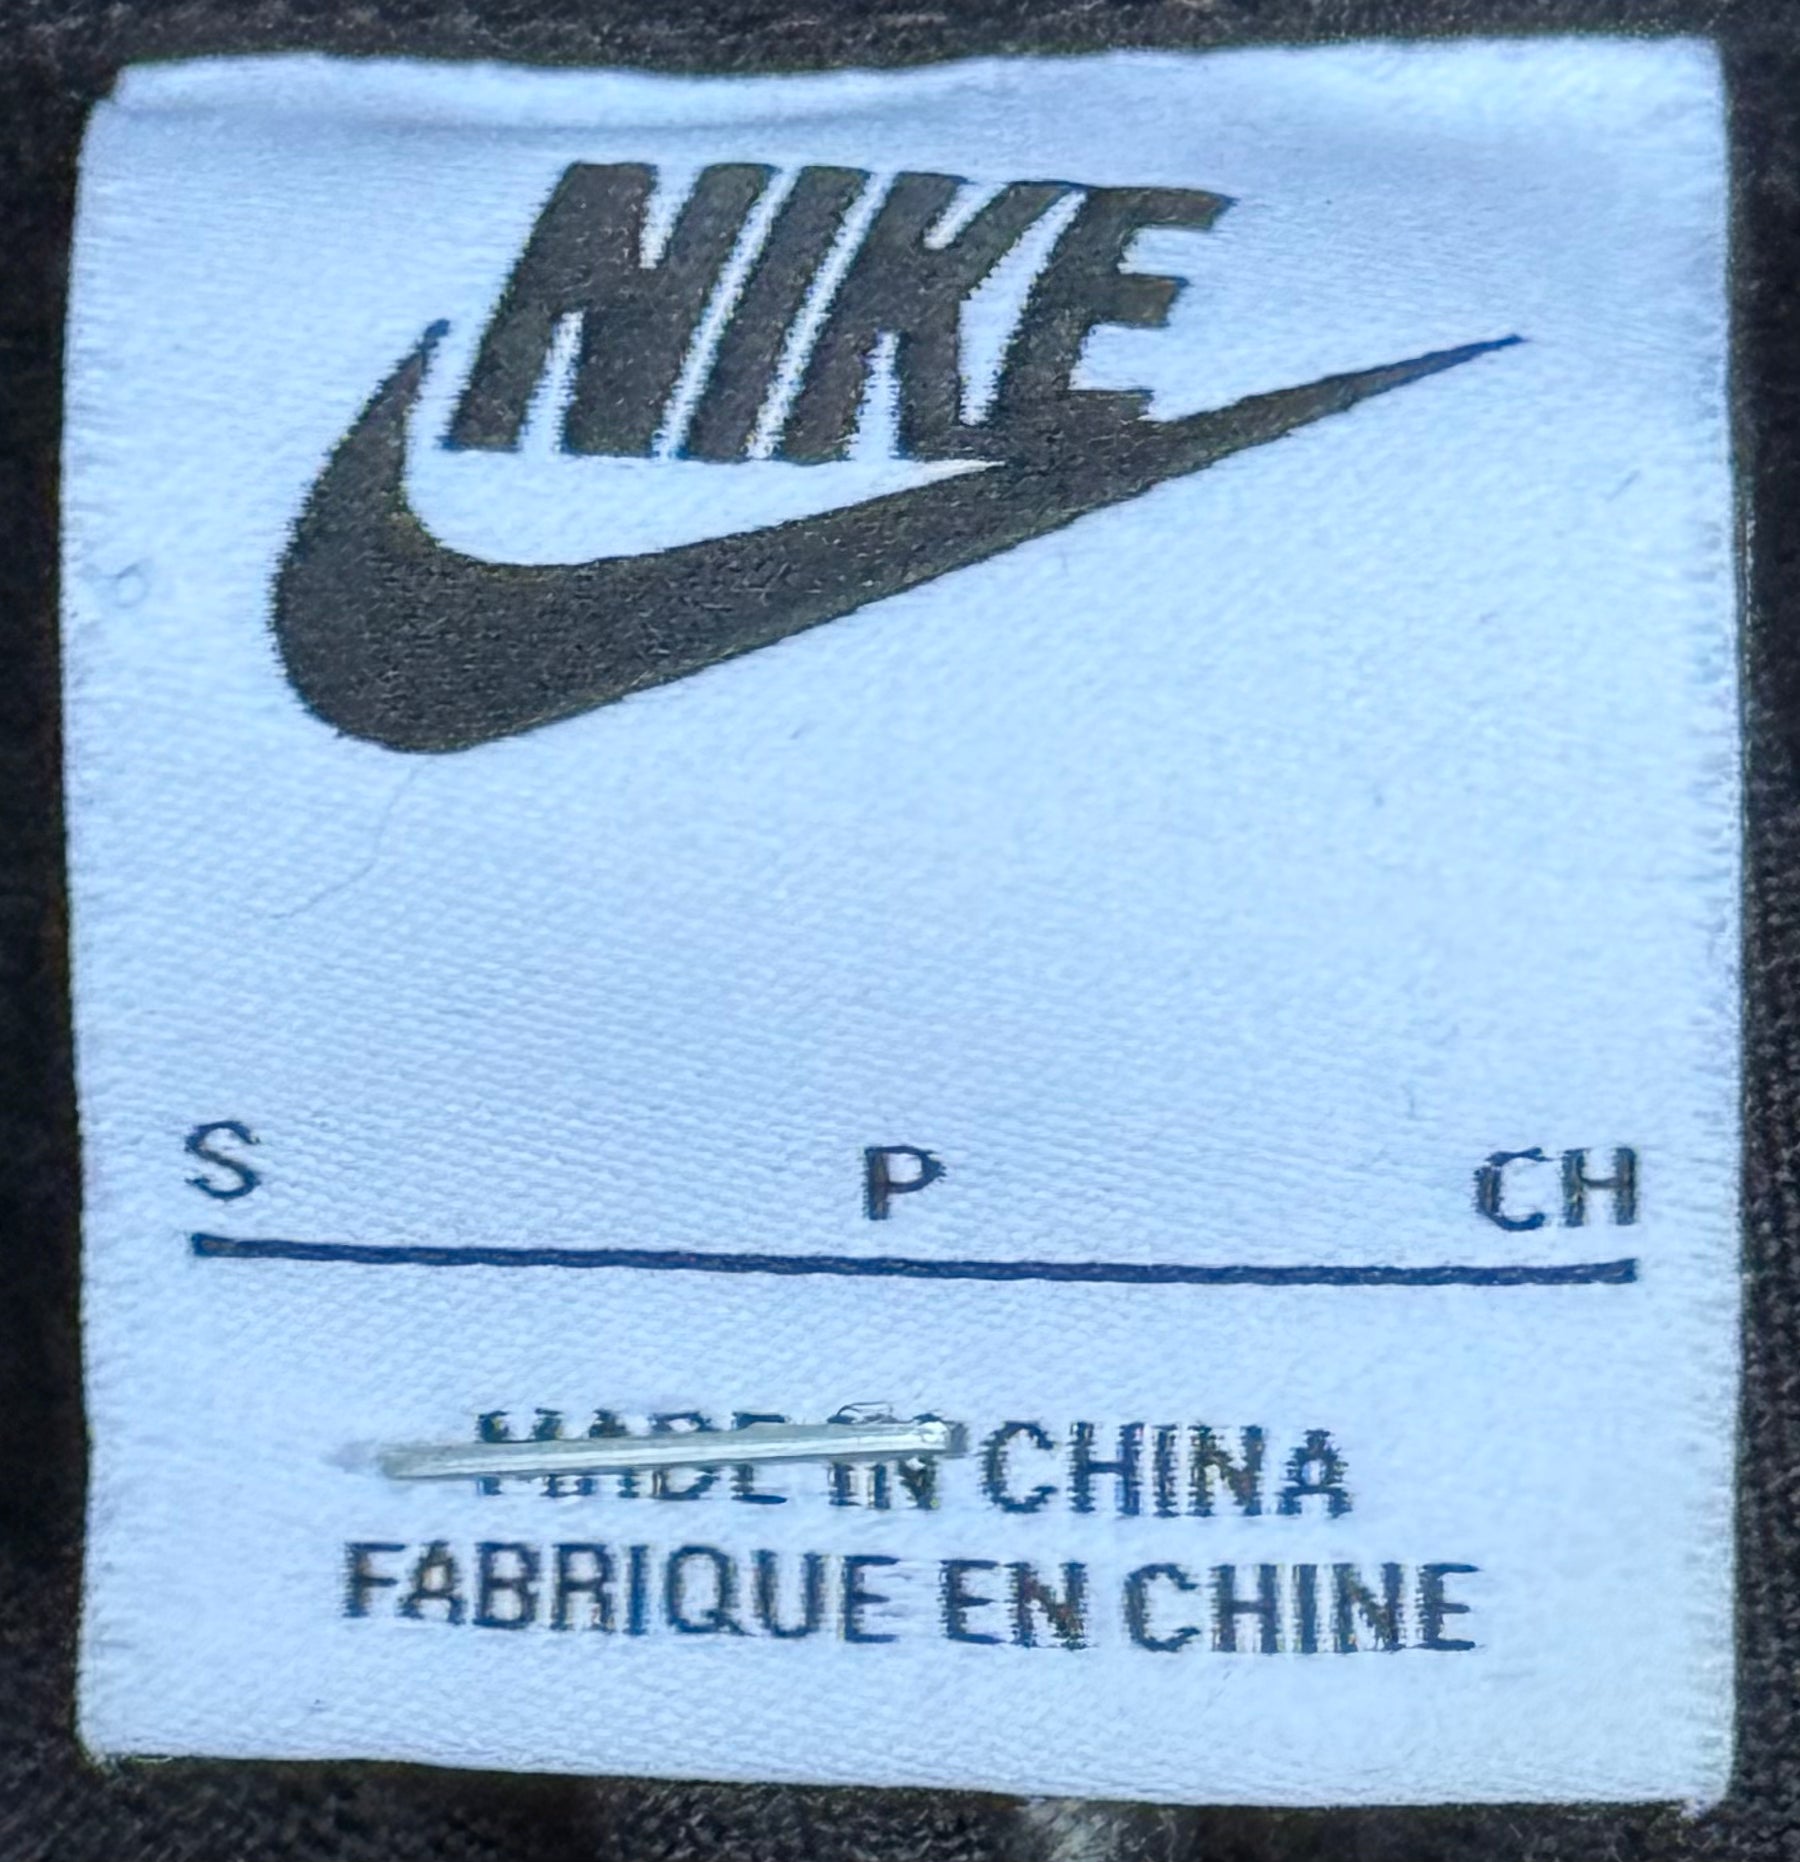 NIKE
S P CH
MADE IN CHINA
FABRIQUE EN CHINE